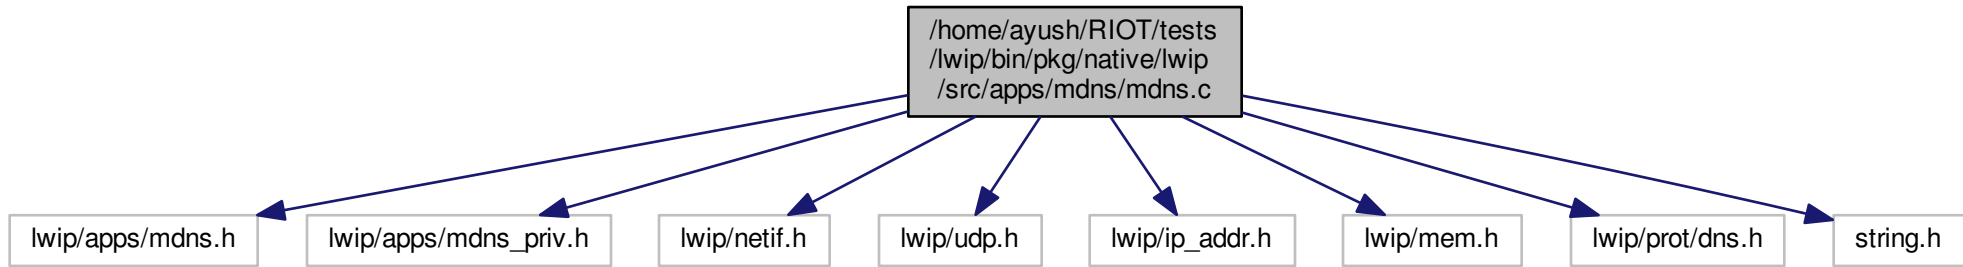 /home/ayush/RIOT/tests
/lwip/bin/pkg/native/lwip
/src/apps/mdns/mdns.c
lwip/apps/mdns.h
lwip/apps/mdns_priv.h
lwip/netif.h
lwip/udp.h
lwip/ip_addr.h
lwip/mem.h
lwip/prot/dns.h
string.h